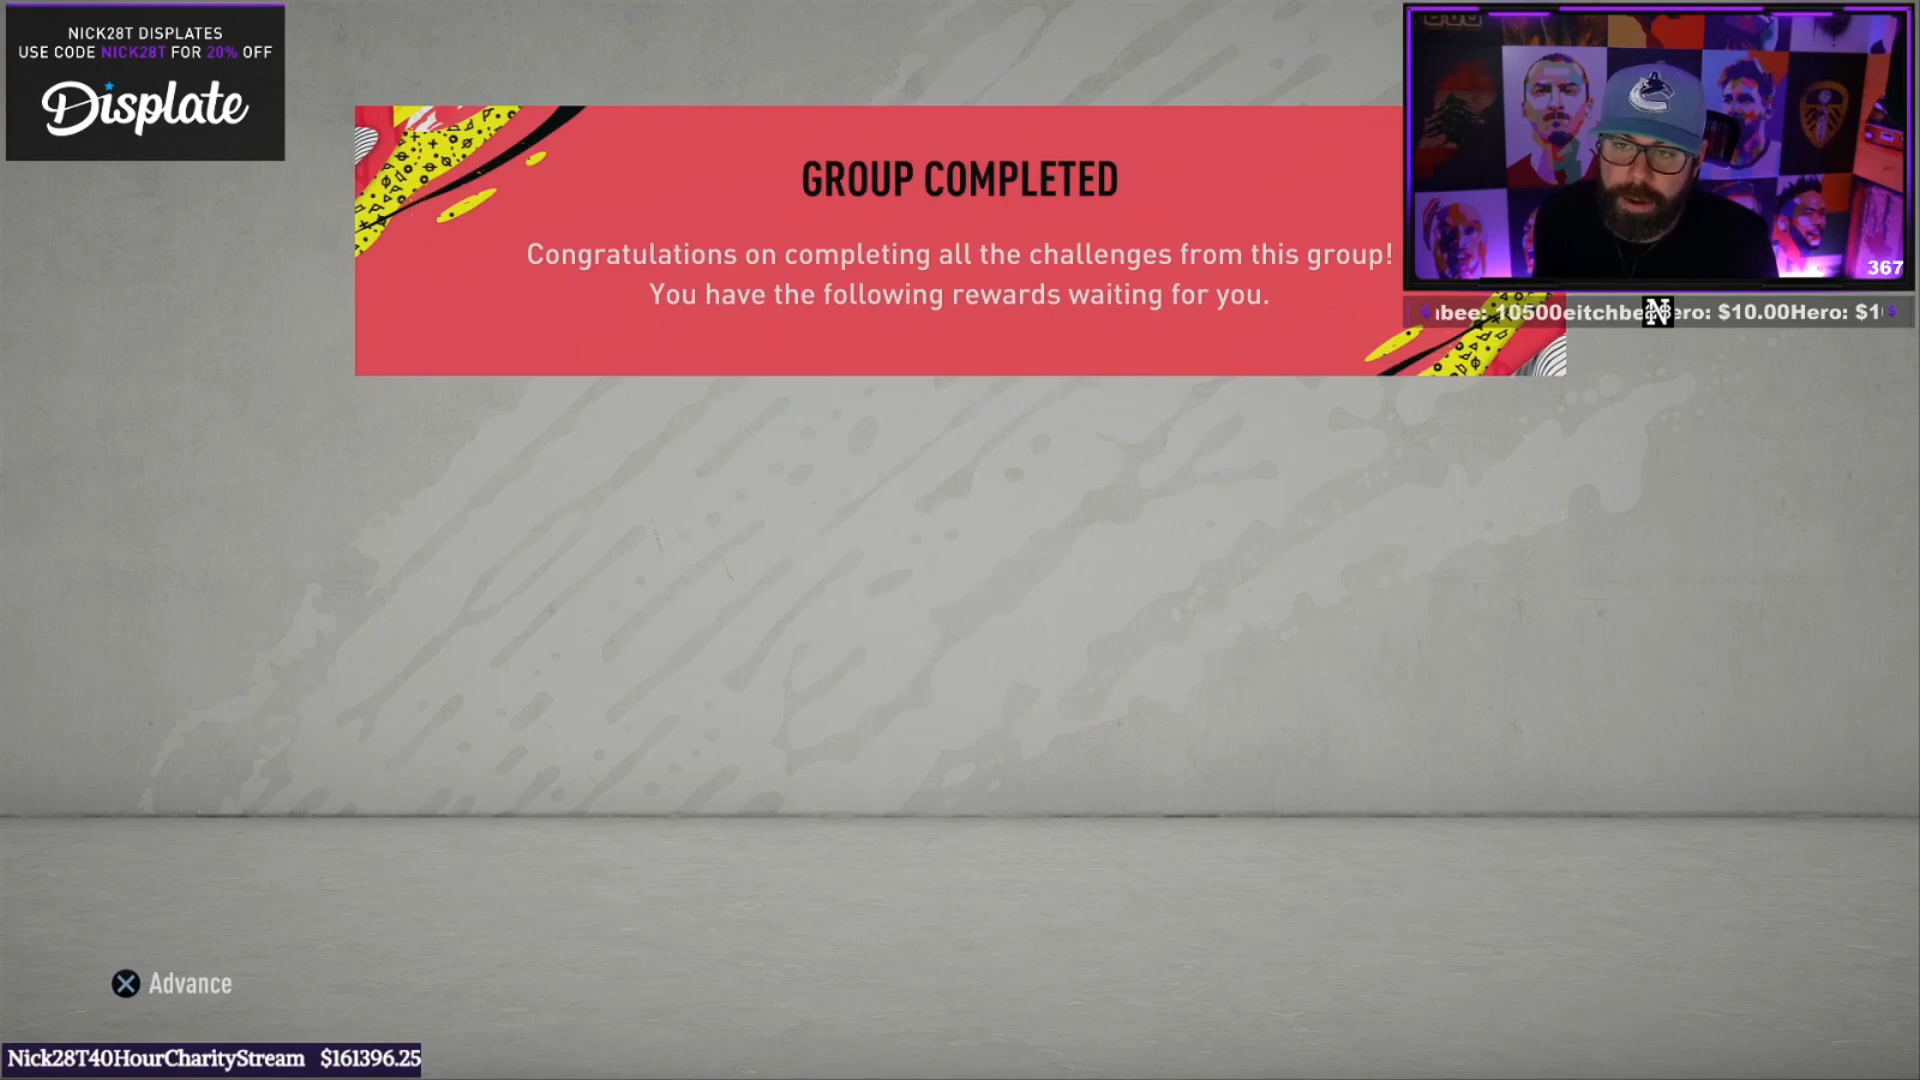 NICK28T DISPLATES
USE CODE NICK28T FOR 20% OFF
Displate
GROUP COMPLETED
Congratulations on completing all the challenges from this group!
You have the following rewards waiting for you.
367
10500 $10.00Hero:
Advance
Nick28T40HourCharityStream $161396.25